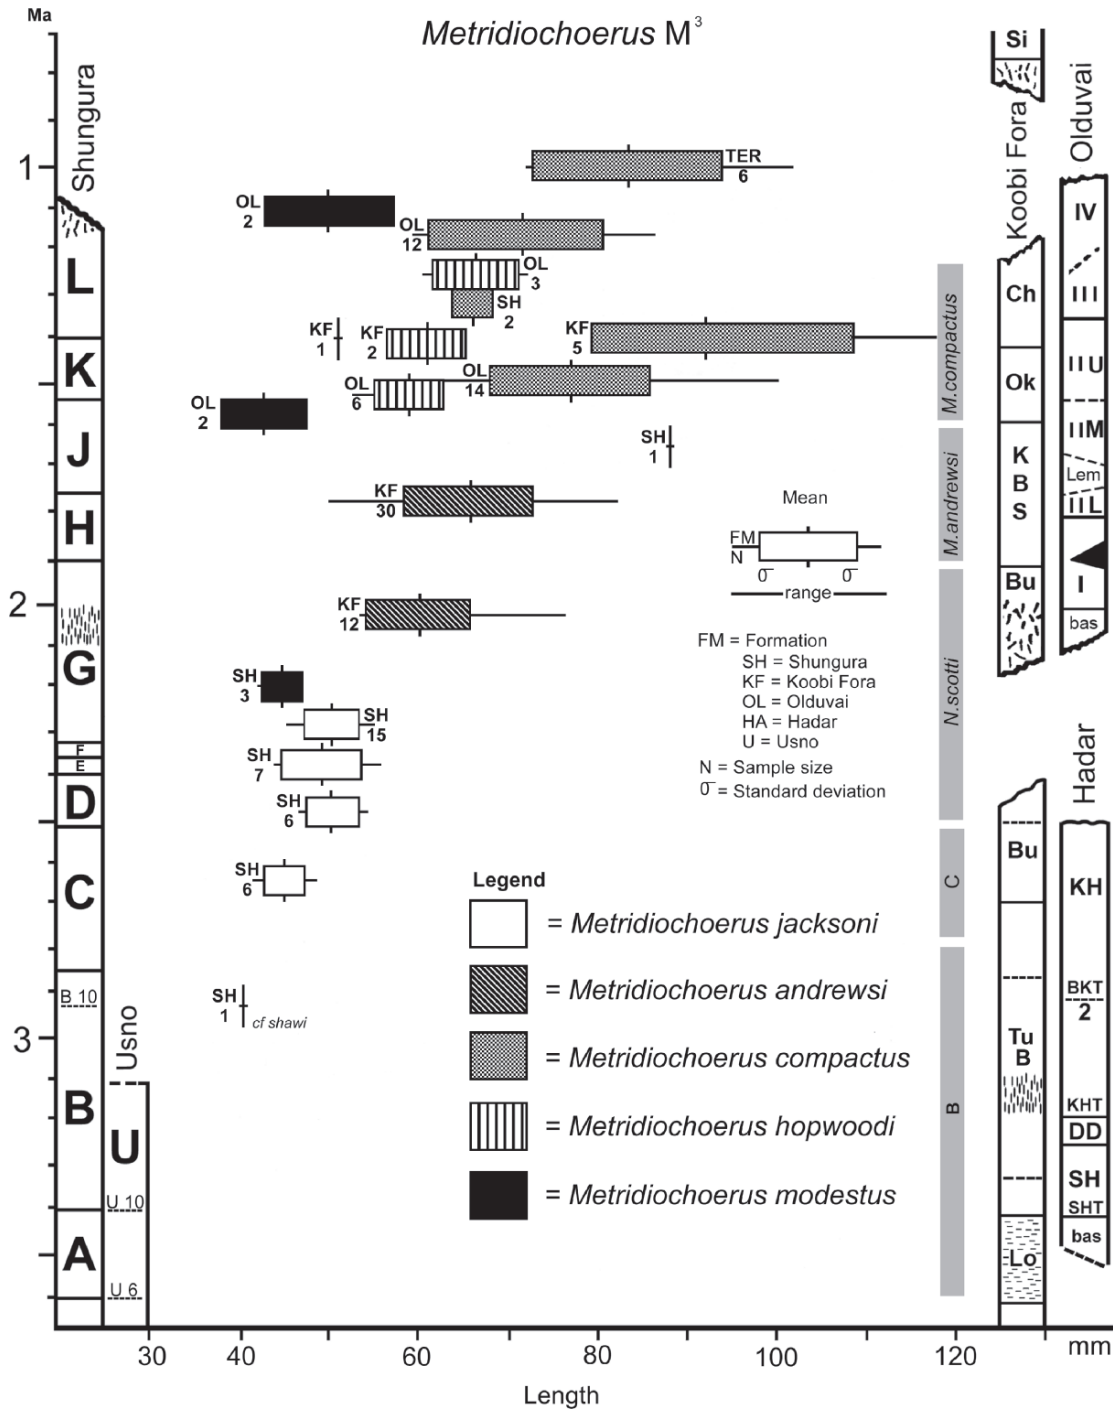 Ma
Metridiochoerus M³
Shungura
1
2
3
L
K
J
H
G
F
E
D
C
B 10
B
A
Usno
U
U 10
U 6
TER
6
OL
2
OL
12
OL
3
SH
2
KF
1
KF
2
KF
5
OL
6
OL
14
OL
2
SH
1
KF
30
KF
12
SH
3
SH
15
SH
7
SH
6
SH
6
SH
1
cf shawi
Mean
FM
N
σ
σ
range
FM = Formation
SH = Shungura
KF = Koobi Fora
OL = Olduvai
HA = Hadar
U = Usno
N = Sample size
σ = Standard deviation
Legend
= Metridiochoerus jacksoni
= Metridiochoerus andrewsi
= Metridiochoerus compactus
= Metridiochoerus hopwoodi
= Metridiochoerus modestus
M.compactus
M.andrewsi
N.scotti
C
B
Koobi Fora
Si
Ch
Ok
K
B
S
Bu
Bu
Tu
B
Lo
Olduvai
IV
III
IIU
IIM
Lem
IIL
I
bas
Hadar
KH
BKT
2
KHT
DD
SH
SHT
bas
30
40
60
80
100
120
mm
Length